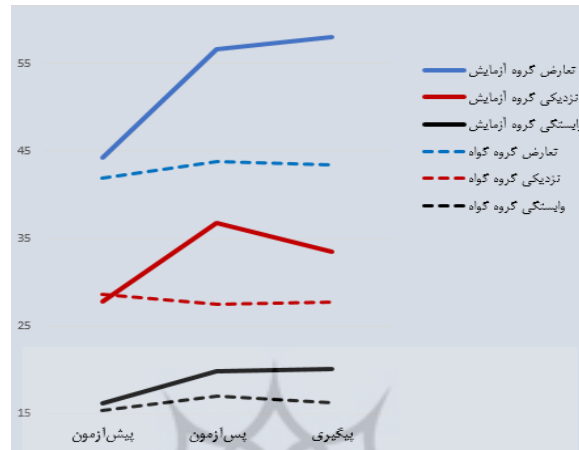 55
45
35
25
15
پیش‌آزمون
پس‌آزمون
پیگیری
تعارض گروه آزمایش
نزدیکی گروه آزمایش
وابستگی گروه آزمایش
تعارض گروه گواه
نزدیکی گروه گواه
وابستگی گروه گواه